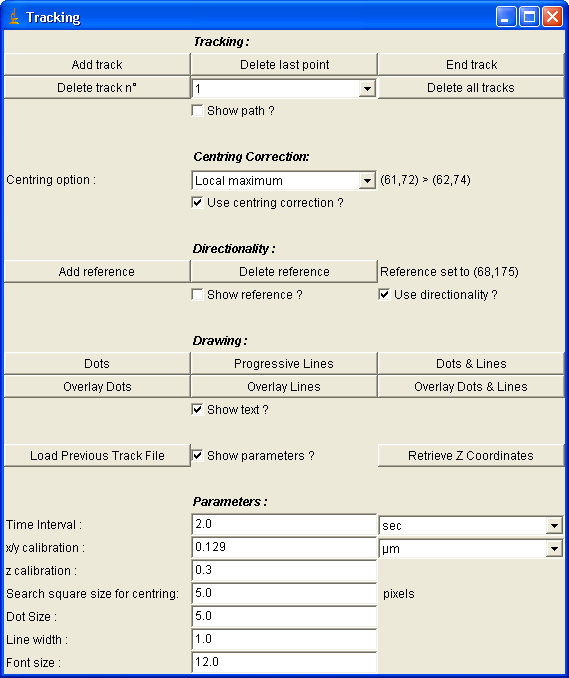 Tracking
Tracking :
Add track Delete last point End track
Delete track n° 1 Delete all tracks
Show path ?
Centring Correction:
Centring option : Local maximum (61,72) > (62,74)
Use centring correction ?
Directionality :
Add reference Delete reference Reference set to (68,175)
Show reference ? Use directionality ?
Drawing :
Dots Progressive Lines Dots & Lines
Overlay Dots Overlay Lines Overlay Dots & Lines
Show text ?
Load Previous Track File Show parameters ? Retrieve Z Coordinates
Parameters :
Time Interval : 2.0 sec
x/y calibration : 0.129 µm
z calibration : 0.3
Search square size for centring: 5.0 pixels
Dot Size : 5.0
Line width : 1.0
Font size : 12.0